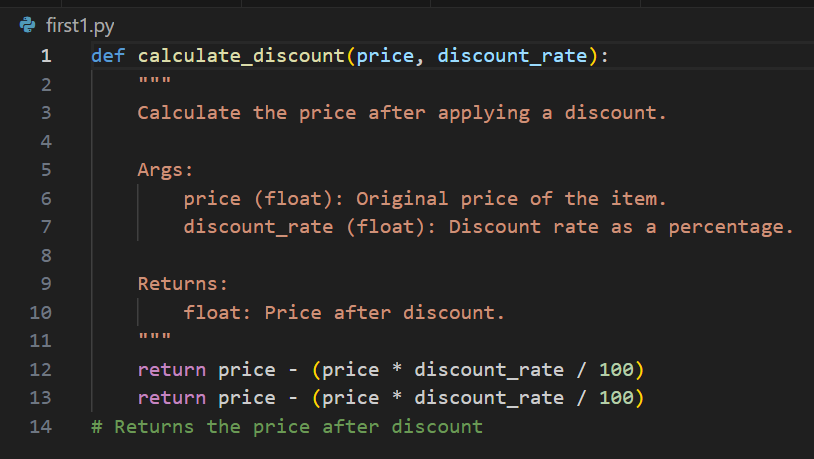 first1.py
1 def calculate_discount(price, discount_rate):
2     """
3     Calculate the price after applying a discount.
4
5     Args:
6         price (float): Original price of the item.
7         discount_rate (float): Discount rate as a percentage.
8
9     Returns:
10         float: Price after discount.
11     """
12     return price - (price * discount_rate / 100)
13     return price - (price * discount_rate / 100)
14 # Returns the price after discount